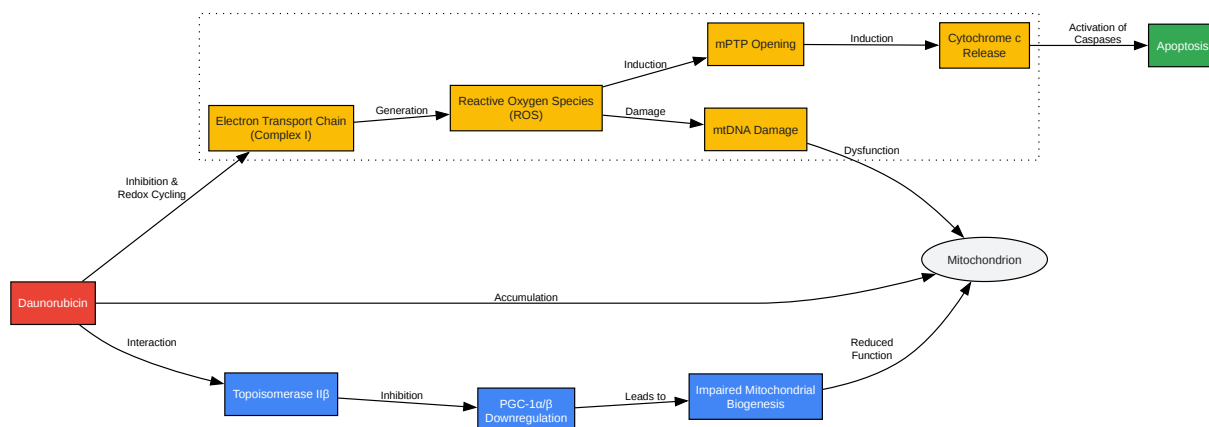 Activation of
Caspases
mPTP Opening
Induction
Cytochrome c
Release
Apoptosis
Induction
Reactive Oxygen Species
(ROS)
Generation
Electron Transport Chain
(Complex I)
Damage
mtDNA Damage
Dysfunction
Inhibition &
Redox Cycling
Mitochondrion
Daunorubicin
Accumulation
Interaction
Reduced
Function
Topoisomerase IIβ
Inhibition
PGC-1α/β
Downregulation
Leads to
Impaired Mitochondrial
Biogenesis